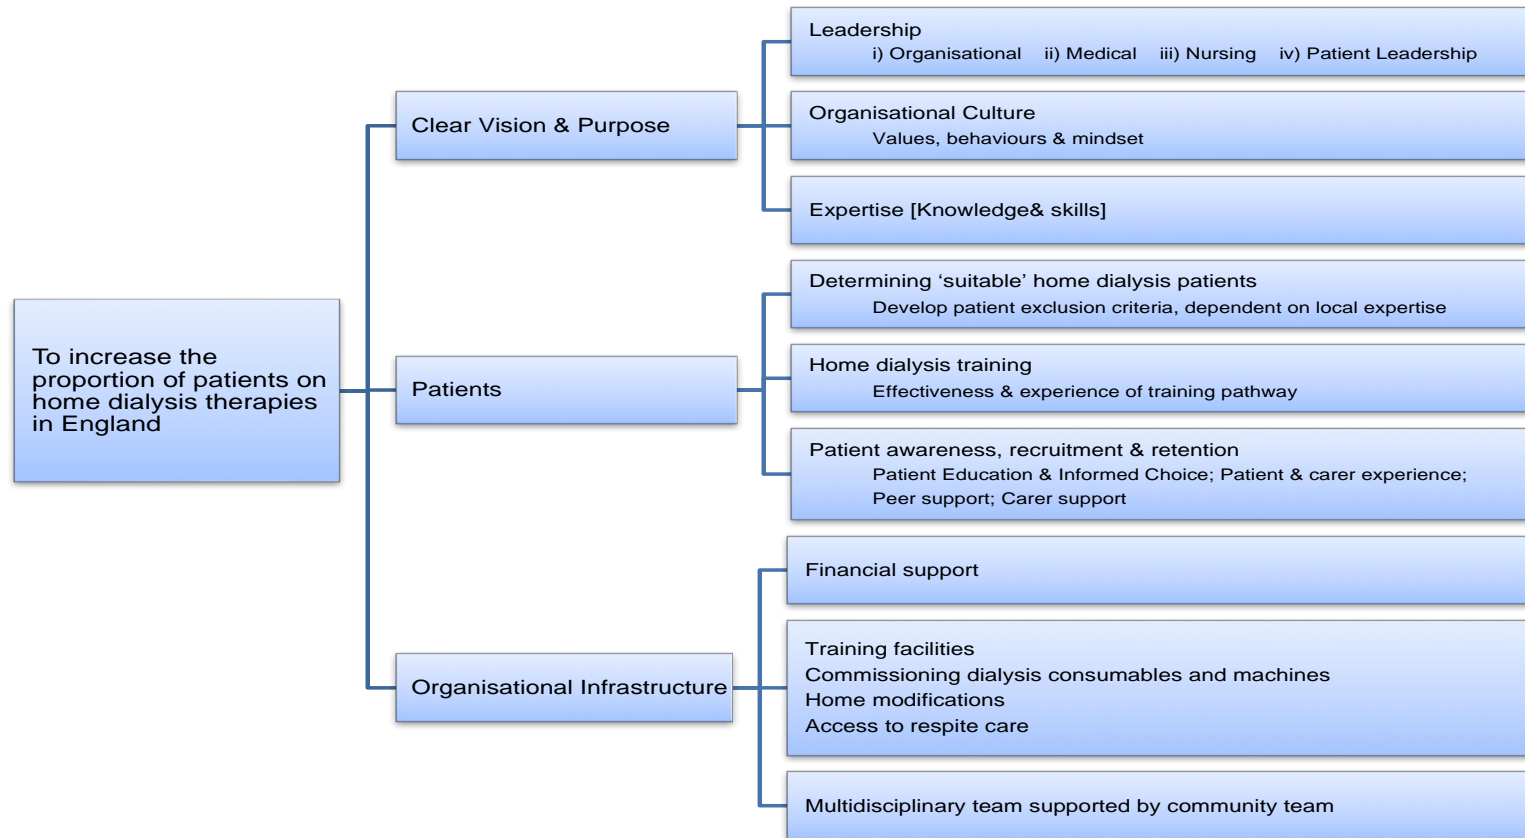 To increase the
proportion of patients on
home dialysis therapies
in England
Clear Vision & Purpose
Leadership
i) Organisational ii) Medical iii) Nursing iv) Patient Leadership
Organisational Culture
Values, behaviours & mindset
Expertise [Knowledge& skills]
Patients
Determining ‘suitable’ home dialysis patients
Develop patient exclusion criteria, dependent on local expertise
Home dialysis training
Effectiveness & experience of training pathway
Patient awareness, recruitment & retention
Patient Education & Informed Choice; Patient & carer experience;
Peer support; Carer support
Organisational Infrastructure
Financial support
Training facilities
Commissioning dialysis consumables and machines
Home modifications
Access to respite care
Multidisciplinary team supported by community team